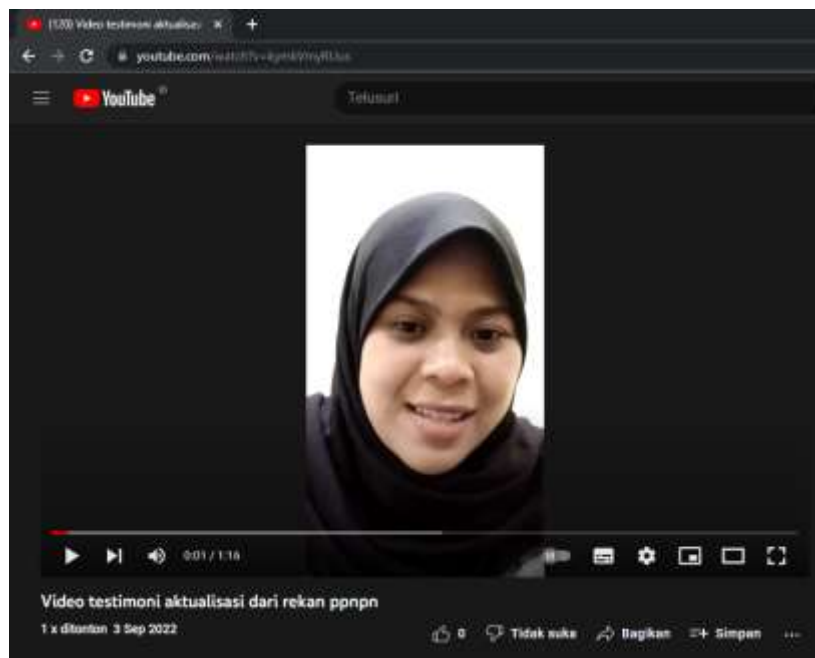 (120) Video testimoni aktualisasi
youtube.com
YouTube ID
Telusuri
0:01 / 1:16
Video testimoni aktualisasi dari rekan ppnpn
1 x ditonton 3 Sep 2022
0 Tidak suka Bagikan Simpan